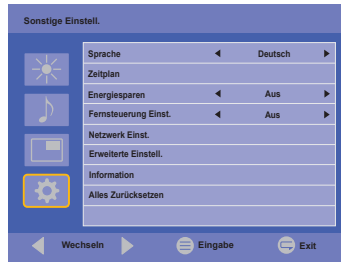 Sonstige Einstell.
Sprache Deutsch
Zeitplan
Energiesparen Aus
Fernsteuerung Einst. Aus
Netzwerk Einst.
Erweiterte Einstell.
Information
Alles Zurücksetzen
Wechseln Eingabe Exit